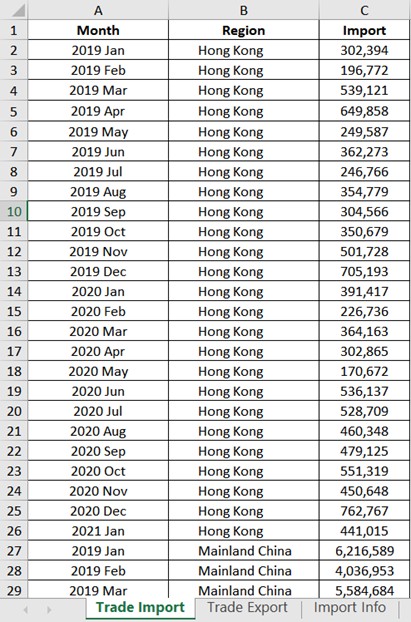 A B C
1 Month Region Import
2 2019 Jan Hong Kong 302,394
3 2019 Feb Hong Kong 196,772
4 2019 Mar Hong Kong 539,121
5 2019 Apr Hong Kong 649,858
6 2019 May Hong Kong 249,587
7 2019 Jun Hong Kong 362,273
8 2019 Jul Hong Kong 246,766
9 2019 Aug Hong Kong 354,779
10 2019 Sep Hong Kong 304,566
11 2019 Oct Hong Kong 350,679
12 2019 Nov Hong Kong 501,728
13 2019 Dec Hong Kong 705,193
14 2020 Jan Hong Kong 391,417
15 2020 Feb Hong Kong 226,736
16 2020 Mar Hong Kong 364,163
17 2020 Apr Hong Kong 302,865
18 2020 May Hong Kong 170,672
19 2020 Jun Hong Kong 536,137
20 2020 Jul Hong Kong 528,709
21 2020 Aug Hong Kong 460,348
22 2020 Sep Hong Kong 479,125
23 2020 Oct Hong Kong 551,319
24 2020 Nov Hong Kong 450,648
25 2020 Dec Hong Kong 762,767
26 2021 Jan Hong Kong 441,015
27 2019 Jan Mainland China 6,216,589
28 2019 Feb Mainland China 4,036,953
29 2019 Mar Mainland China 5,584,684
Trade Import Trade Export Import Info